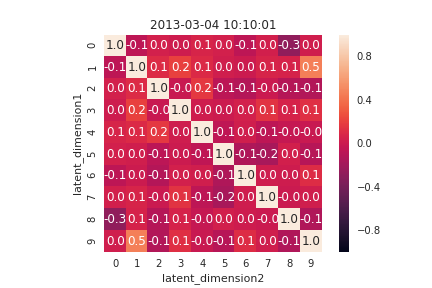 2013-03-04 10:10:01
latent_dimension1
0 1.0 -0.1 0.0 0.0 0.1 0.0 -0.1 0.0 -0.3 0.0
1 -0.1 1.0 0.1 0.2 0.1 0.0 0.0 0.1 0.1 0.5
2 0.0 0.1 1.0 -0.0 0.2 -0.1 -0.1 -0.0 -0.1 -0.1
3 0.0 0.2 -0.0 1.0 0.0 0.0 0.0 0.1 0.1 0.1
4 0.1 0.1 0.2 0.0 1.0 -0.1 0.0 -0.1 -0.0 -0.0
5 0.0 0.0 -0.1 0.0 -0.1 1.0 -0.1 -0.2 0.0 -0.1
6 -0.1 0.0 -0.1 0.0 0.0 -0.1 1.0 0.0 0.0 0.1
7 0.0 0.1 -0.0 0.1 -0.1 -0.2 0.0 1.0 -0.0 0.0
8 -0.3 0.1 -0.1 0.1 -0.0 0.0 0.0 -0.0 1.0 -0.1
9 0.0 0.5 -0.1 0.1 -0.0 -0.1 0.1 0.0 -0.1 1.0
0 1 2 3 4 5 6 7 8 9
latent_dimension2
0.8
0.4
0.0
-0.4
-0.8